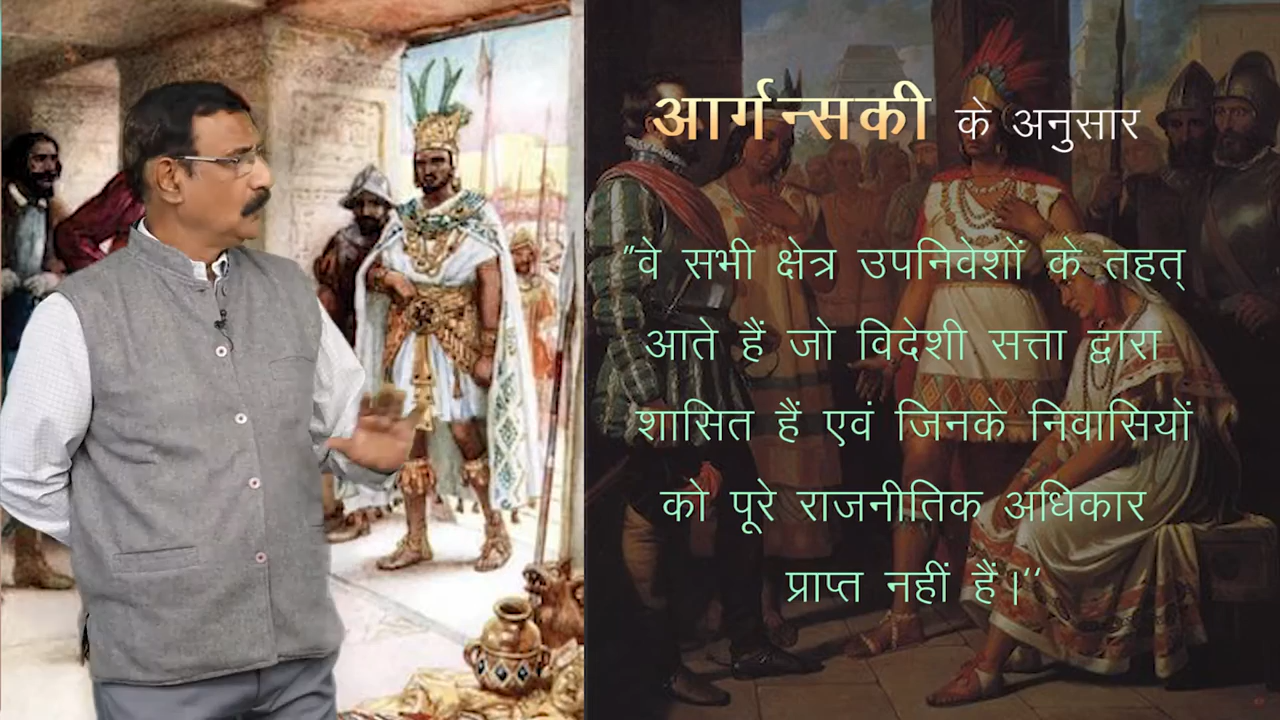 आर्गन्सकी के अनुसार
"वे सभी क्षेत्र उपनिवेशों के तहत्
आते हैं जो विदेशी सत्ता द्वारा
शासित हैं एवं जिनके निवासियों
को पूरे राजनीतिक अधिकार
प्राप्त नहीं हैं।‘‘